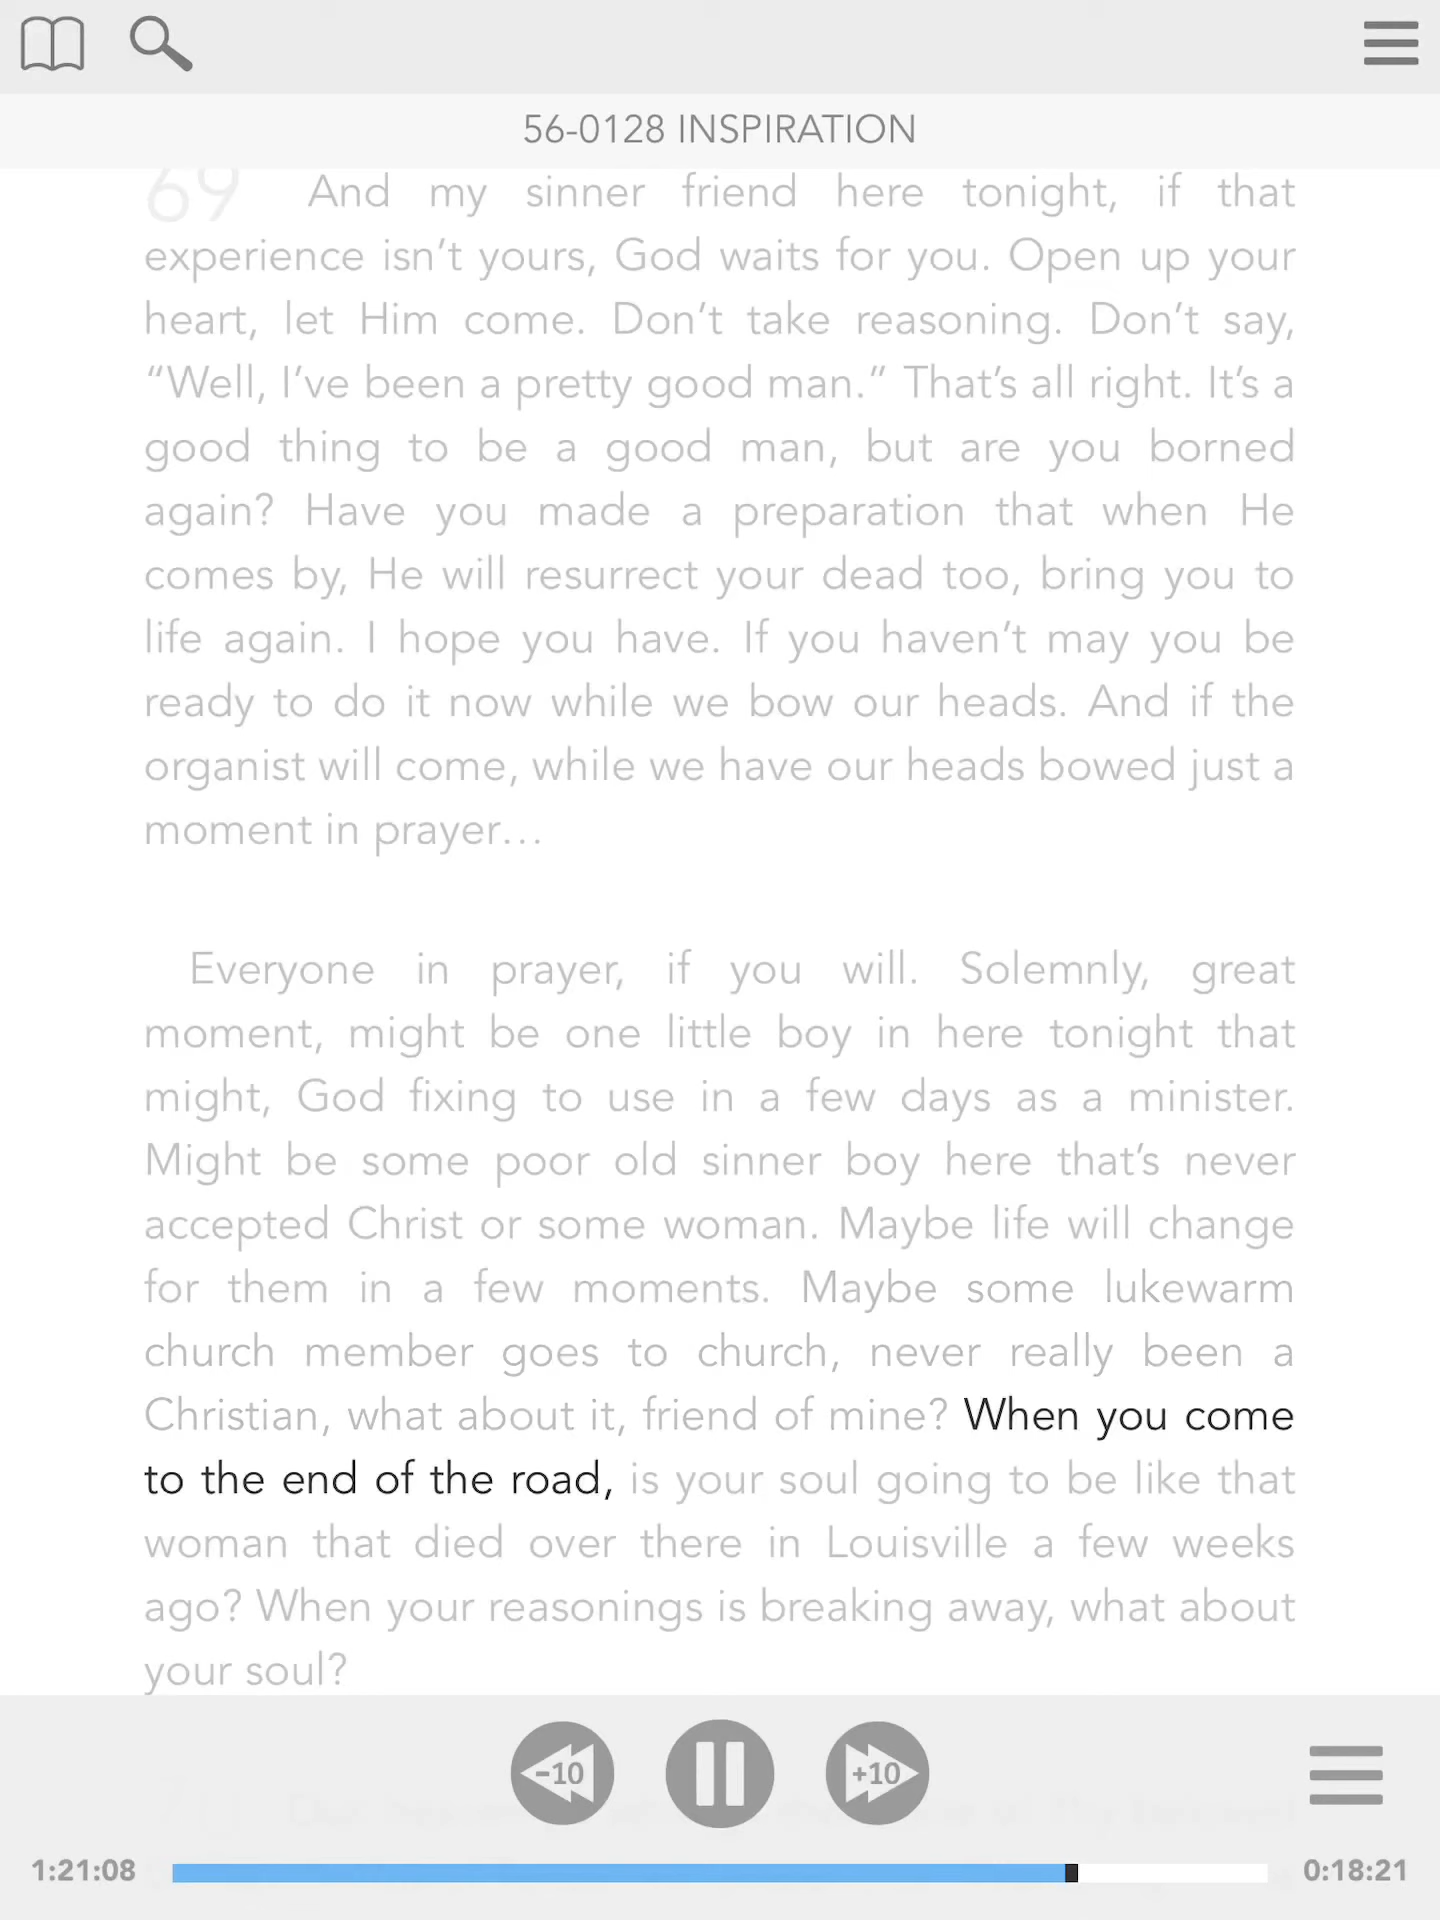 56-0128 INSPIRATION
69 And my sinner friend here tonight, if that
experience isn’t yours, God waits for you. Open up your
heart, let Him come. Don’t take reasoning. Don’t say,
“Well, I’ve been a pretty good man.” That’s all right. It’s a
good thing to be a good man, but are you borned
again? Have you made a preparation that when He
comes by, He will resurrect your dead too, bring you to
life again. I hope you have. If you haven’t may you be
ready to do it now while we bow our heads. And if the
organist will come, while we have our heads bowed just a
moment in prayer…
Everyone in prayer, if you will. Solemnly, great
moment, might be one little boy in here tonight that
might, God fixing to use in a few days as a minister.
Might be some poor old sinner boy here that’s never
accepted Christ or some woman. Maybe life will change
for them in a few moments. Maybe some lukewarm
church member goes to church, never really been a
Christian, what about it, friend of mine? When you come
to the end of the road, is your soul going to be like that
woman that died over there in Louisville a few weeks
ago? When your reasonings is breaking away, what about
your soul?
-10 +10
1:21:08 0:18:21